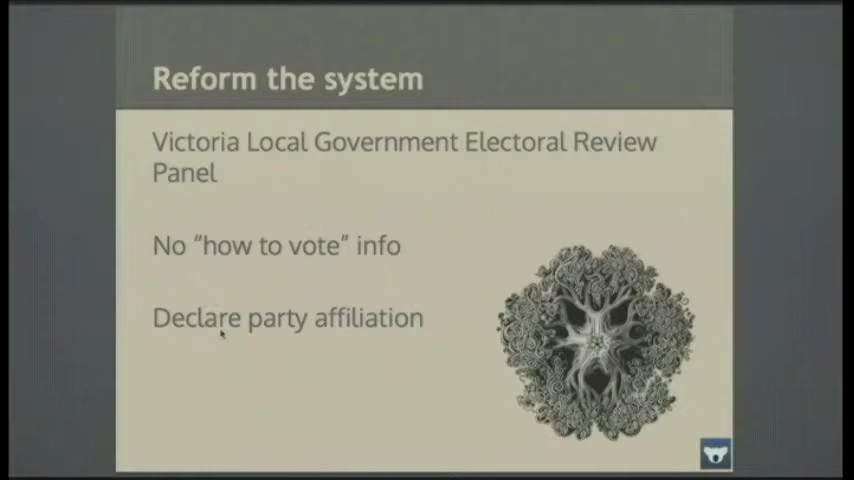 Reform the system
Victoria Local Government Electoral Review
Panel
No “how to vote” info
Declare party affiliation